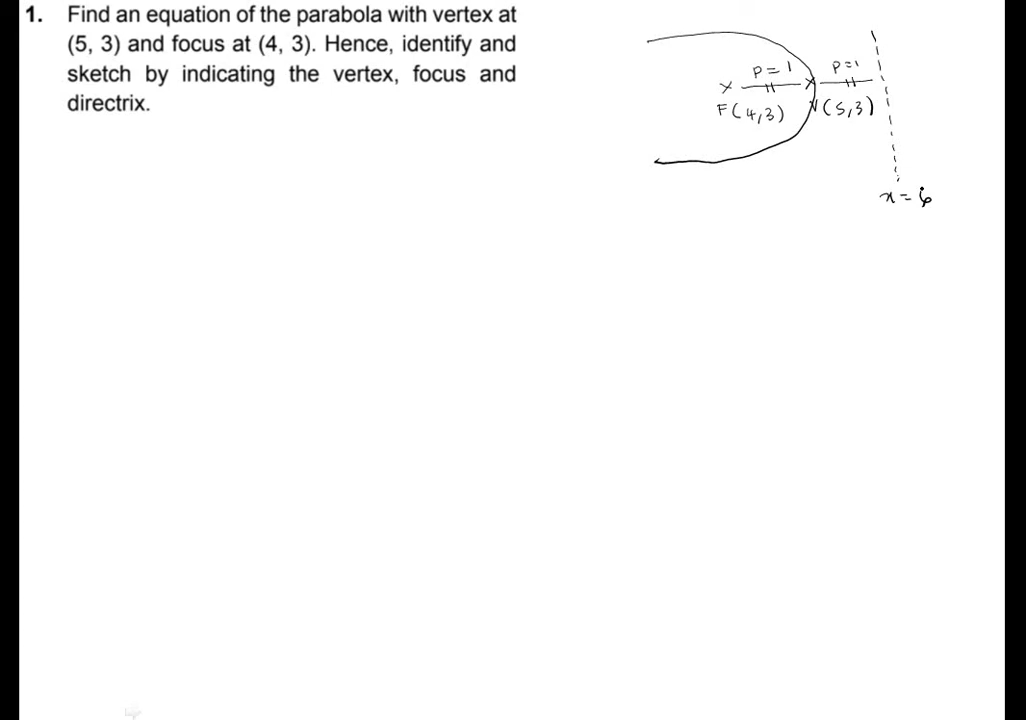 1. Find an equation of the parabola with vertex at
(5, 3) and focus at (4, 3). Hence, identify and
sketch by indicating the vertex, focus and
directrix.
p=1 p=1
F(4,3) V(5,3)
x=6